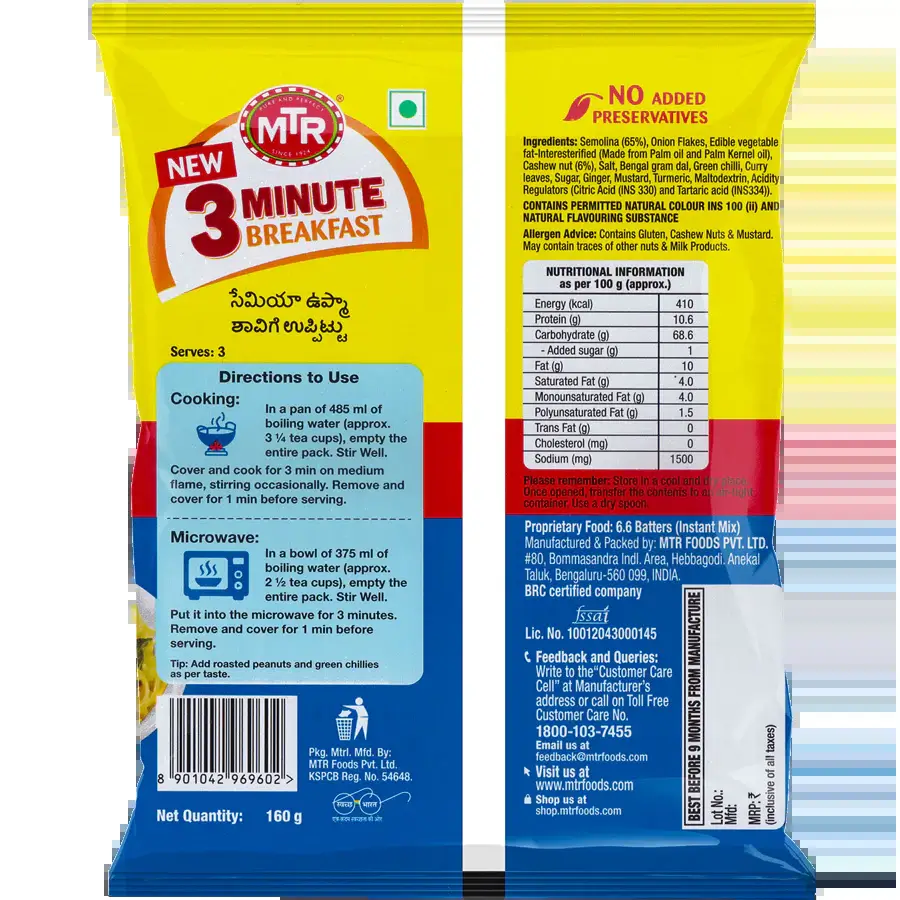 PURE AND PERFECT
MTR
SINCE 1924
NEW
3 MINUTE
BREAKFAST
సేమియా ఉప్మా
ಶಾವಿಗೆ ಉಪ್ಪಿಟ್ಟು
Serves: 3
Directions to Use
Cooking:
In a pan of 485 ml of
boiling water (approx.
3 ¼ tea cups), empty the
entire pack. Stir Well.
Cover and cook for 3 min on medium
flame, stirring occasionally. Remove and
cover for 1 min before serving.
Microwave:
In a bowl of 375 ml of
boiling water (approx.
2 ½ tea cups), empty the
entire pack. Stir Well.
Put it into the microwave for 3 minutes.
Remove and cover for 1 min before
serving.
Tip: Add roasted peanuts and green chillies
as per taste.
8 901042 969602 >
Pkg. Mtrl. Mfd. By:
MTR Foods Pvt. Ltd.
KSPCB Reg. No. 54648.
स्वच्छ भारत
एक कदम स्वच्छता की ओर
Net Quantity: 160 g
NO ADDED
PRESERVATIVES
Ingredients: Semolina (65%), Onion Flakes, Edible vegetable
fat-Interesterified (Made from Palm oil and Palm Kernel oil),
Cashew nut (6%), Salt, Bengal gram dal, Green chilli, Curry
leaves, Sugar, Ginger, Mustard, Turmeric, Maltodextrin, Acidity
Regulators (Citric Acid (INS 330) and Tartaric acid (INS334)).
CONTAINS PERMITTED NATURAL COLOUR INS 100 (ii) AND
NATURAL FLAVOURING SUBSTANCE
Allergen Advice: Contains Gluten, Cashew Nuts & Mustard.
May contain traces of other nuts & Milk Products.
NUTRITIONAL INFORMATION
as per 100 g (approx.)
Energy (kcal) 410
Protein (g) 10.6
Carbohydrate (g) 68.6
- Added sugar (g) 1
Fat (g) 10
Saturated Fat (g) 4.0
Monounsaturated Fat (g) 4.0
Polyunsaturated Fat (g) 1.5
Trans Fat (g) 0
Cholesterol (mg) 0
Sodium (mg) 1500
Please remember: Store in a cool and dry place.
Once opened, transfer the contents to an air-tight
container. Use a dry spoon.
Proprietary Food: 6.6 Batters (Instant Mix)
Manufactured & Packed by: MTR FOODS PVT. LTD.
#80, Bommasandra Indl. Area, Hebbagodi. Anekal
Taluk, Bengaluru-560 099, INDIA.
BRC certified company
fssai
Lic. No. 10012043000145
Feedback and Queries:
Write to the"Customer Care
Cell" at Manufacturer's
address or call on Toll Free
Customer Care No.
1800-103-7455
Email us at
feedback@mtrfoods.com
Visit us at
www.mtrfoods.com
Shop us at
shop.mtrfoods.com
BEST BEFORE 9 MONTHS FROM MANUFACTURE
Lot No.:
Mfd:
MRP: ₹
(inclusive of all taxes)